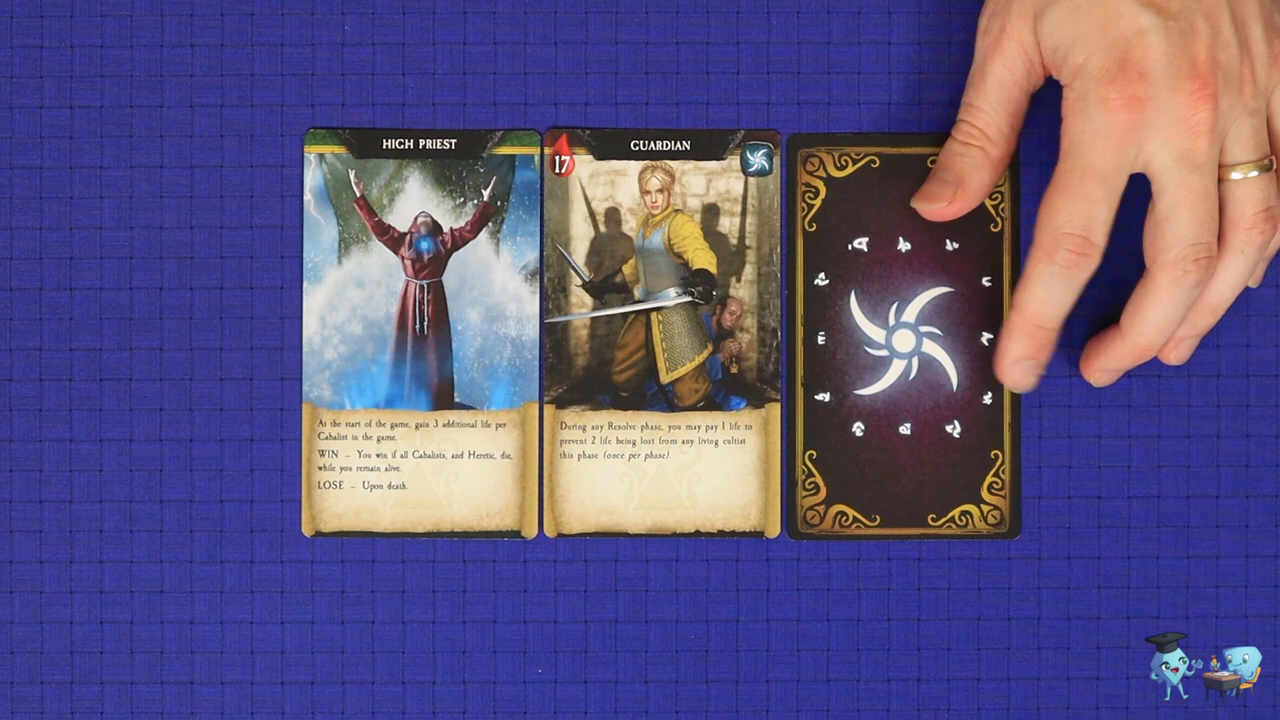 HIGH PRIEST
At the start of the game, gain 3 additional life per
Cabalist in the game.
WIN – You win if all Cabalists, and Heretic, die,
while you remain alive.
LOSE – Upon death.
17
GUARDIAN
During any Resolve phase, you may pay 1 life to
prevent 2 life being lost from any living cultist
this phase (once per phase).